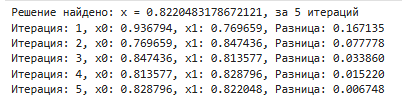 Решение найдено: x = 0.8220483178672121, за 5 итераций
Итерация: 1, x0: 0.936794, x1: 0.769659, Разница: 0.167135
Итерация: 2, x0: 0.769659, x1: 0.847436, Разница: 0.077778
Итерация: 3, x0: 0.847436, x1: 0.813577, Разница: 0.033860
Итерация: 4, x0: 0.813577, x1: 0.828796, Разница: 0.015220
Итерация: 5, x0: 0.828796, x1: 0.822048, Разница: 0.006748